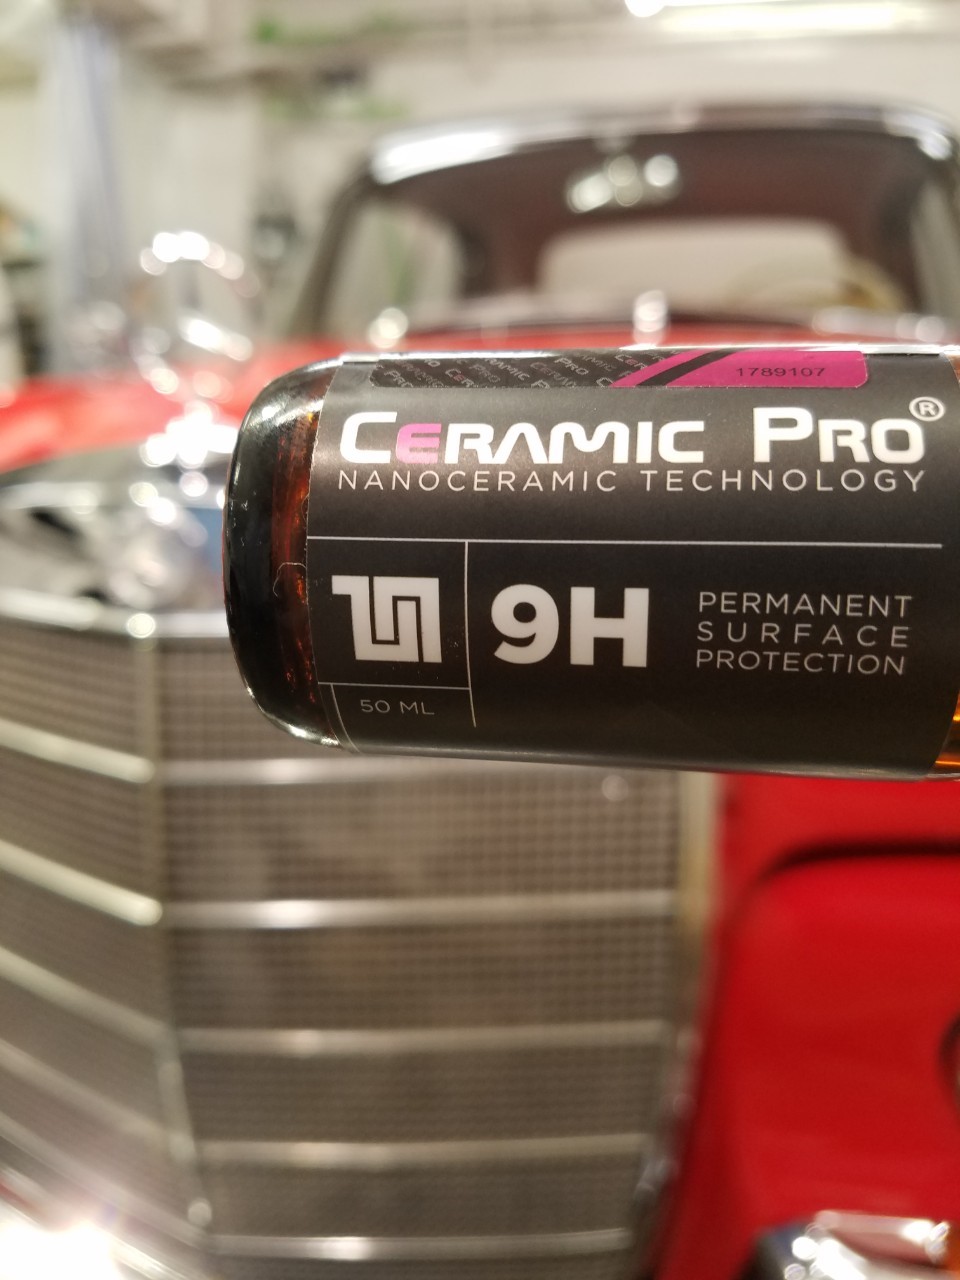 1789107
CERAMIC PRO®
NANOCERAMIC TECHNOLOGY
9H
PERMANENT
SURFACE
PROTECTION
50 ML